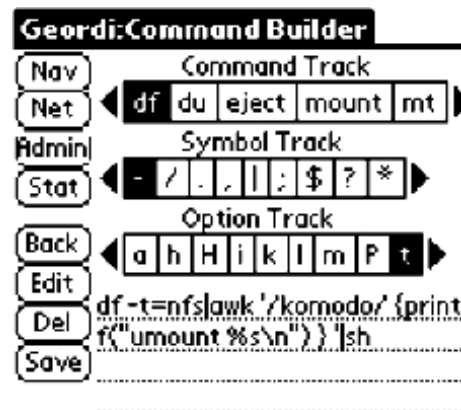 Geordi:Command Builder
Nav
Command Track
Net
df du eject mount mt
Admin
Symbol Track
Stat
- / . , | ; $ ? *
Option Track
Back
a h H i k l m P t
Edit
df -t=nfs|awk '/komodo/ {print
Del
f("umount %s\n") } '|sh
Save